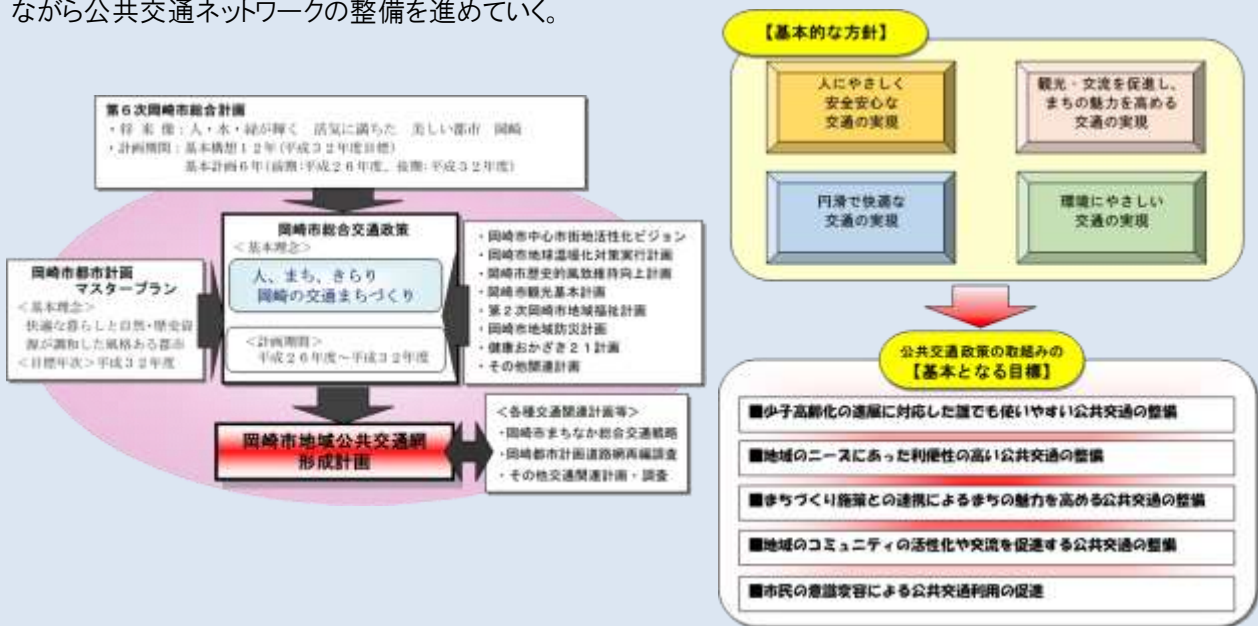 ながら公共交通ネットワークの整備を進めていく。
第6次岡崎市総合計画
・将来像：人・水・緑が輝く 活気に満ちた 美しい都市 岡崎
・計画期間：基本構想12年(平成32年度目標)
基本計画6年(前期:平成26年度、後期:平成32年度)
岡崎市都市計画
マスタープラン
＜基本理念＞
快適な暮らしと自然・歴史資
源が調和した風格ある都市
＜目標年次＞平成32年度
岡崎市総合交通政策
＜基本理念＞
人、まち、きらり
岡崎の交通まちづくり
＜計画期間＞
平成26年度～平成32年度
・岡崎市中心市街地活性化ビジョン
・岡崎市地球温暖化対策実行計画
・岡崎市歴史的風致維持向上計画
・岡崎市観光基本計画
・第2次岡崎市地域福祉計画
・岡崎市地域防災計画
・健康おかざき21計画
・その他関連計画
岡崎市地域公共交通網
形成計画
＜各種交通関連計画等＞
・岡崎市まちなか総合交通戦略
・岡崎都市計画道路網再編調査
・その他交通関連計画・調査
【基本的な方針】
人にやさしく
安全安心な
交通の実現
観光・交流を促進し、
まちの魅力を高める
交通の実現
円滑で快適な
交通の実現
環境にやさしい
交通の実現
公共交通政策の取組みの
【基本となる目標】
■少子高齢化の進展に対応した誰でも使いやすい公共交通の整備
■地域のニーズにあった利便性の高い公共交通の整備
■まちづくり施策との連携によるまちの魅力を高める公共交通の整備
■地域のコミュニティの活性化や交流を促進する公共交通の整備
■市民の意識変容による公共交通利用の促進